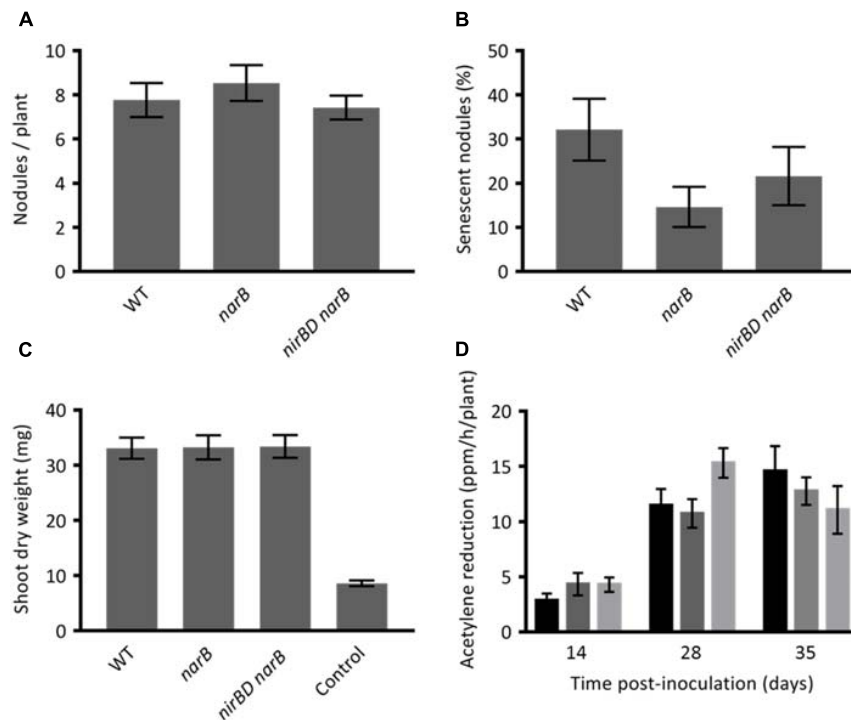 A
Nodules / plant
10
8
6
4
2
0
WT
narB
nirBD narB
B
Senescent nodules (%)
50
40
30
20
10
0
WT
narB
nirBD narB
C
Shoot dry weight (mg)
40
30
20
10
0
WT
narB
nirBD narB
Control
D
Acetylene reduction (ppm/h/plant)
20
15
10
5
0
14
28
35
Time post-inoculation (days)